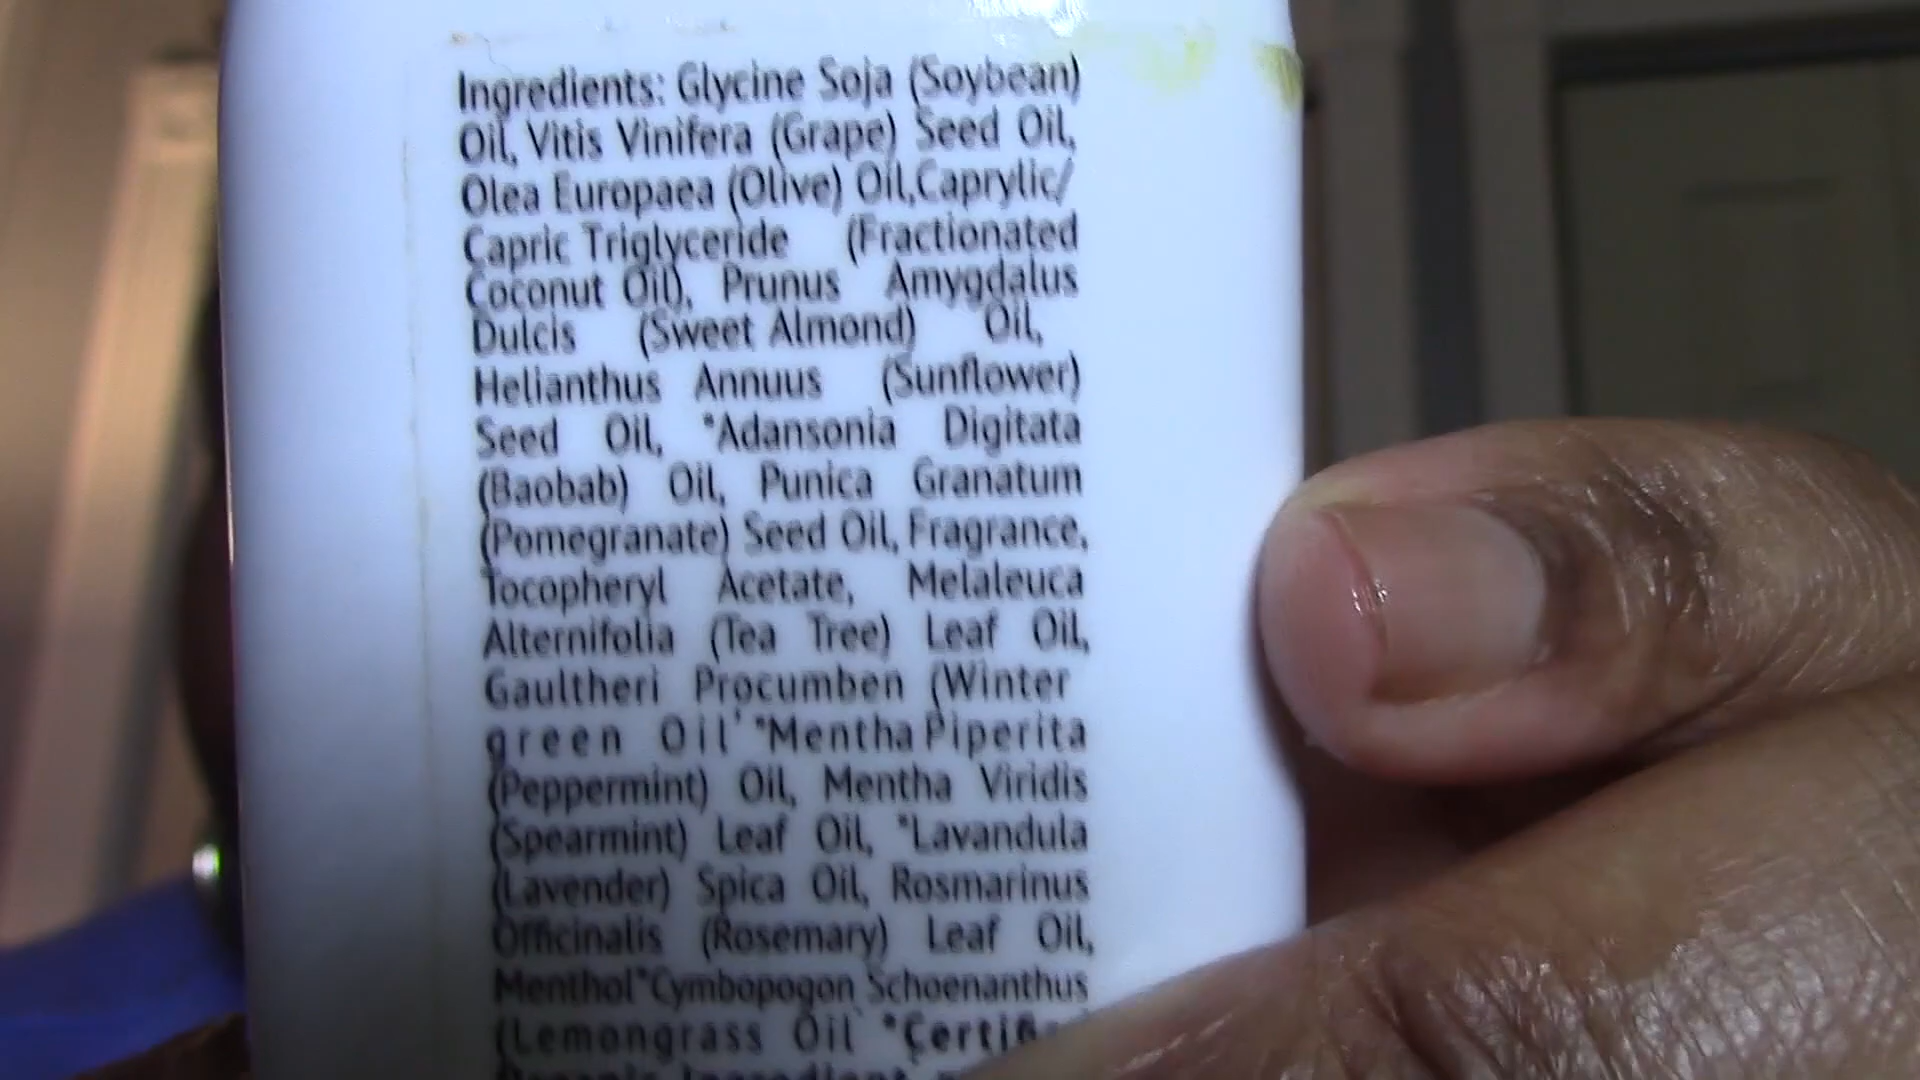 Ingredients: Glycine Soja (Soybean)
Oil, Vitis Vinifera (Grape) Seed Oil,
Olea Europaea (Olive) Oil,Caprylic/
Capric Triglyceride (Fractionated
Coconut Oil), Prunus Amygdalus
Dulcis (Sweet Almond) Oil,
Helianthus Annuus (Sunflower)
Seed Oil, *Adansonia Digitata
(Baobab) Oil, Punica Granatum
(Pomegranate) Seed Oil, Fragrance,
Tocopheryl Acetate, Melaleuca
Alternifolia (Tea Tree) Leaf Oil,
Gaultheri Procumben (Winter
green Oil' *Mentha Piperita
(Peppermint) Oil, Mentha Viridis
(Spearmint) Leaf Oil, *Lavandula
(Lavender) Spica Oil, Rosmarinus
Officinalis (Rosemary) Leaf Oil,
Menthol*Cymbopogon Schoenanthus
(Lemongrass Oil
Organic Ingredient